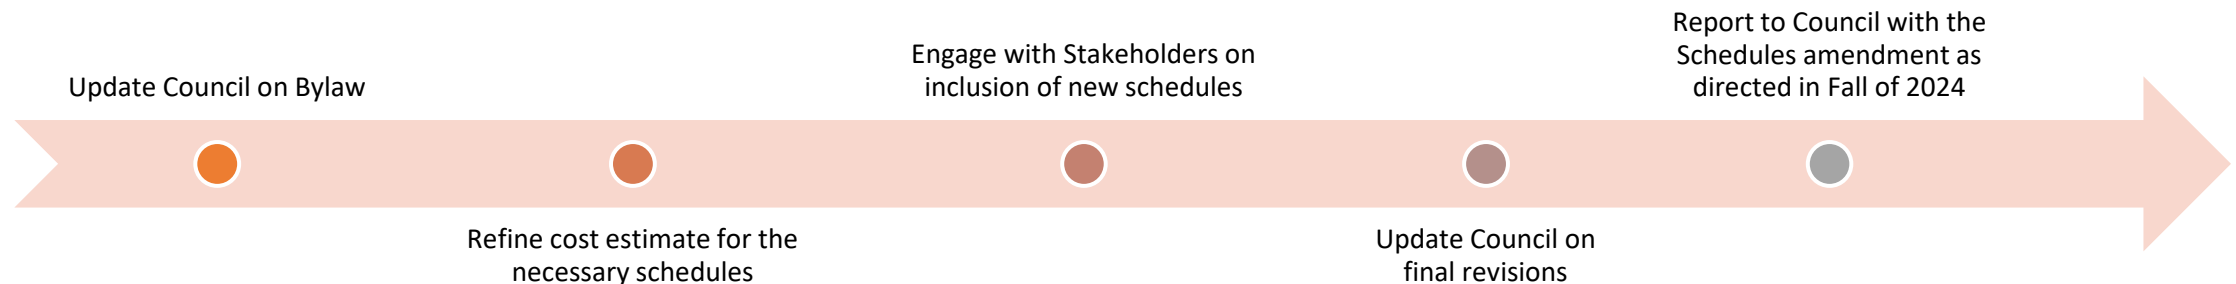 Update Council on Bylaw
Refine cost estimate for the
necessary schedules
Engage with Stakeholders on
inclusion of new schedules
Update Council on
final revisions
Report to Council with the
Schedules amendment as
directed in Fall of 2024